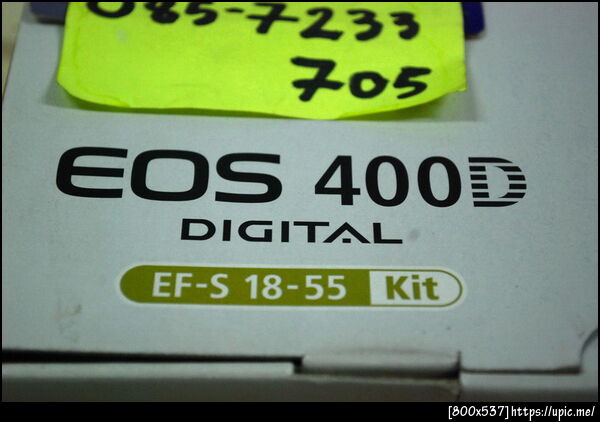 085-7233
705
EOS 400D
DIGITAL
EF-S 18-55 Kit
[800x537] https://upic.me/